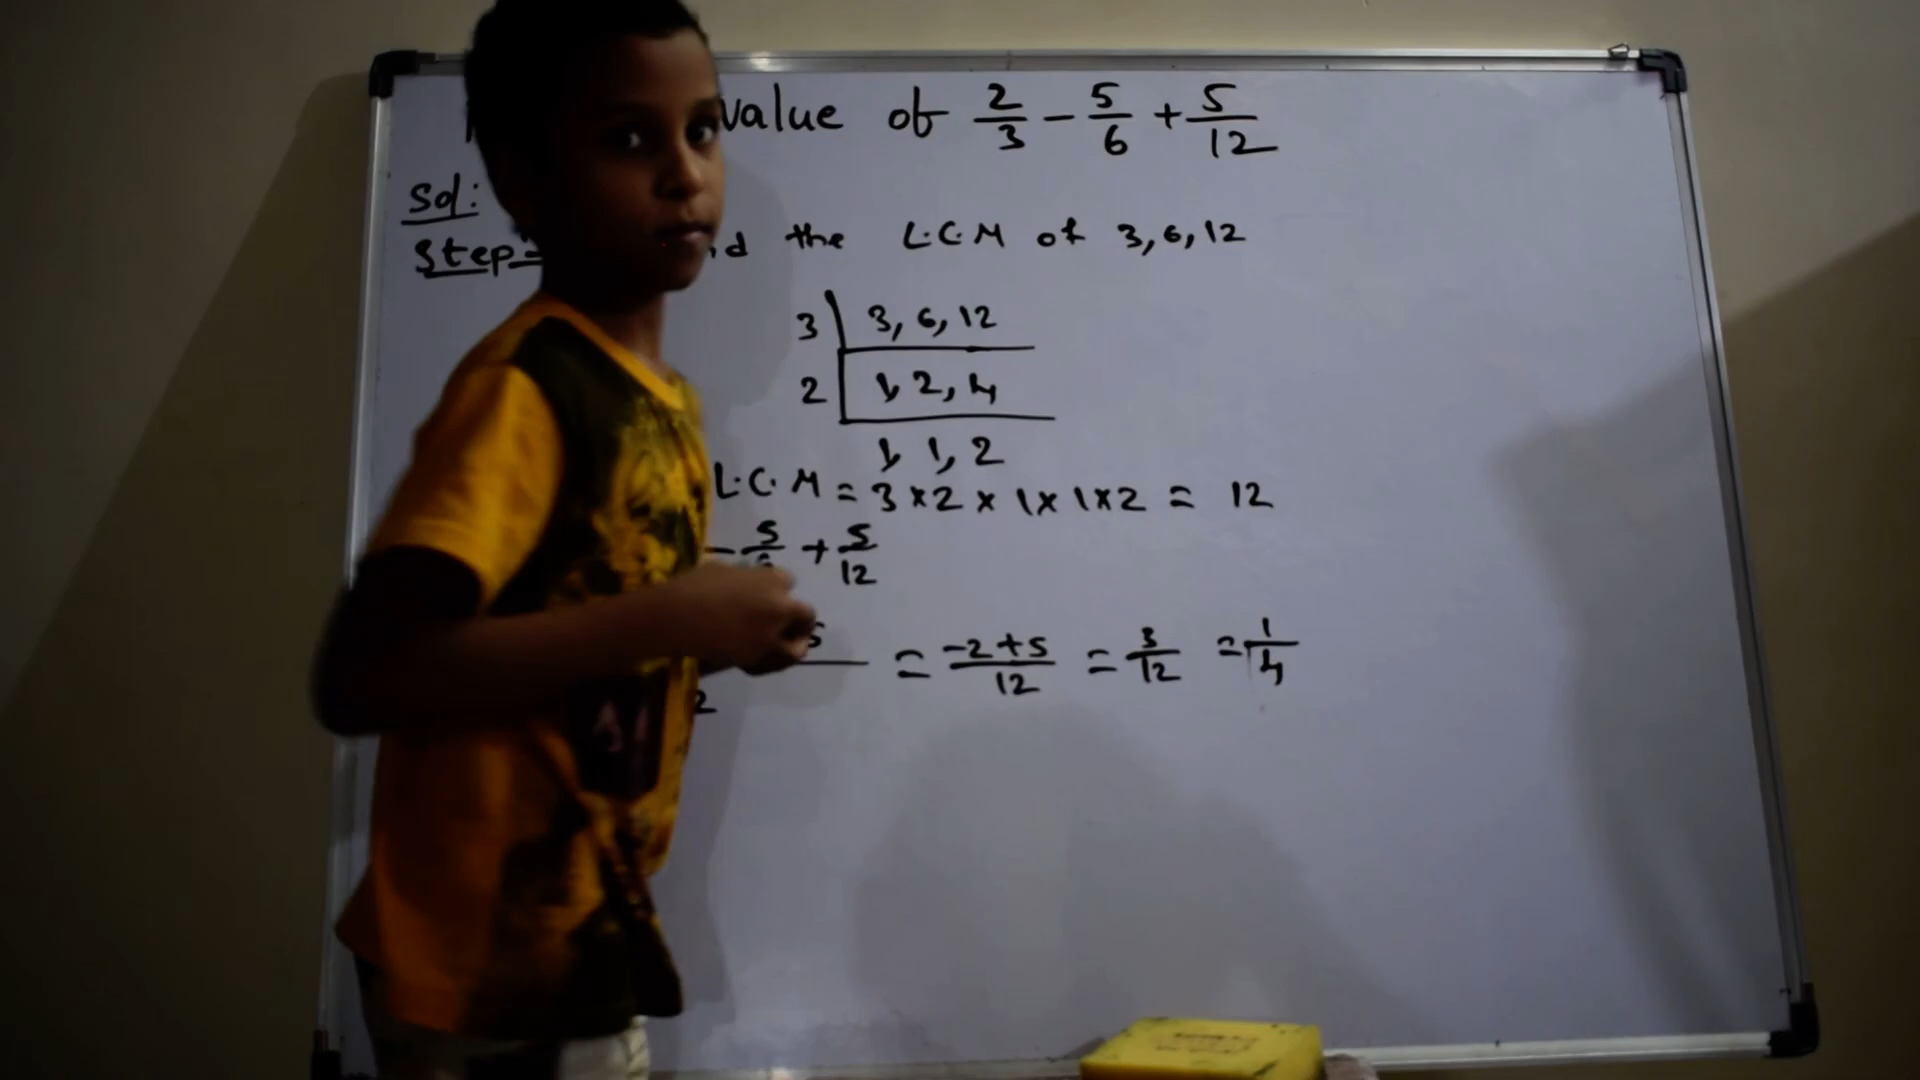 value of 2/3 - 5/6 + 5/12
Sol:
Step
the L.C.M of 3, 6, 12
3 | 3, 6, 12
2 | 1, 2, 4
1, 1, 2
L.C.M = 3 × 2 × 1 × 1 × 2 = 12
- 5/6 + 5/12
= -2+5/12 = 3/12 = 1/4